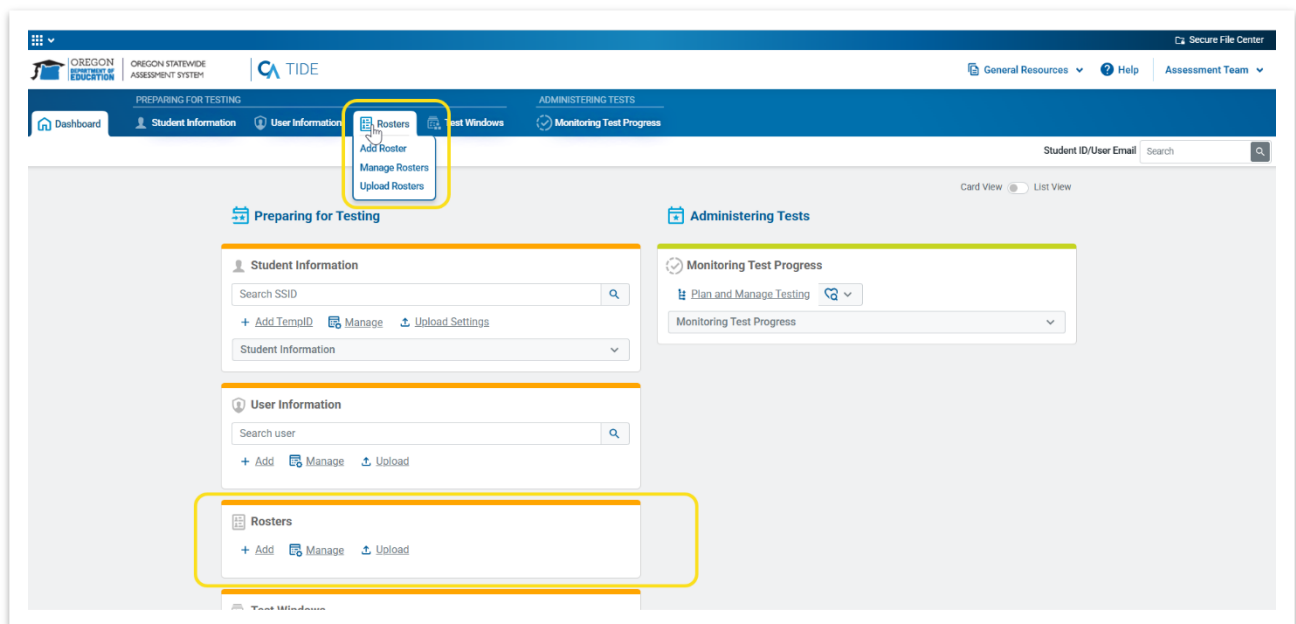 Secure File Center
OREGON
DEPARTMENT OF
EDUCATION
OREGON STATEWIDE
ASSESSMENT SYSTEM
CA TIDE
General Resources
Help
Assessment Team
PREPARING FOR TESTING
ADMINISTERING TESTS
Dashboard
Student Information
User Information
Rosters
Test Windows
Monitoring Test Progress
Add Roster
Manage Rosters
Upload Rosters
Student ID/User Email
Search
Card View
List View
Preparing for Testing
Administering Tests
Student Information
Search SSID
+ Add TempID Manage Upload Settings
Student Information
Monitoring Test Progress
Plan and Manage Testing
Monitoring Test Progress
User Information
Search user
+ Add Manage Upload
Rosters
+ Add Manage Upload
Test Windows